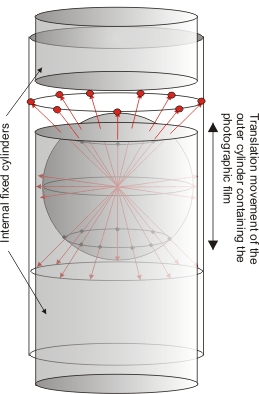 Internal fixed cylinders
Translation movement of the
outer cylinder containing the
photographic film